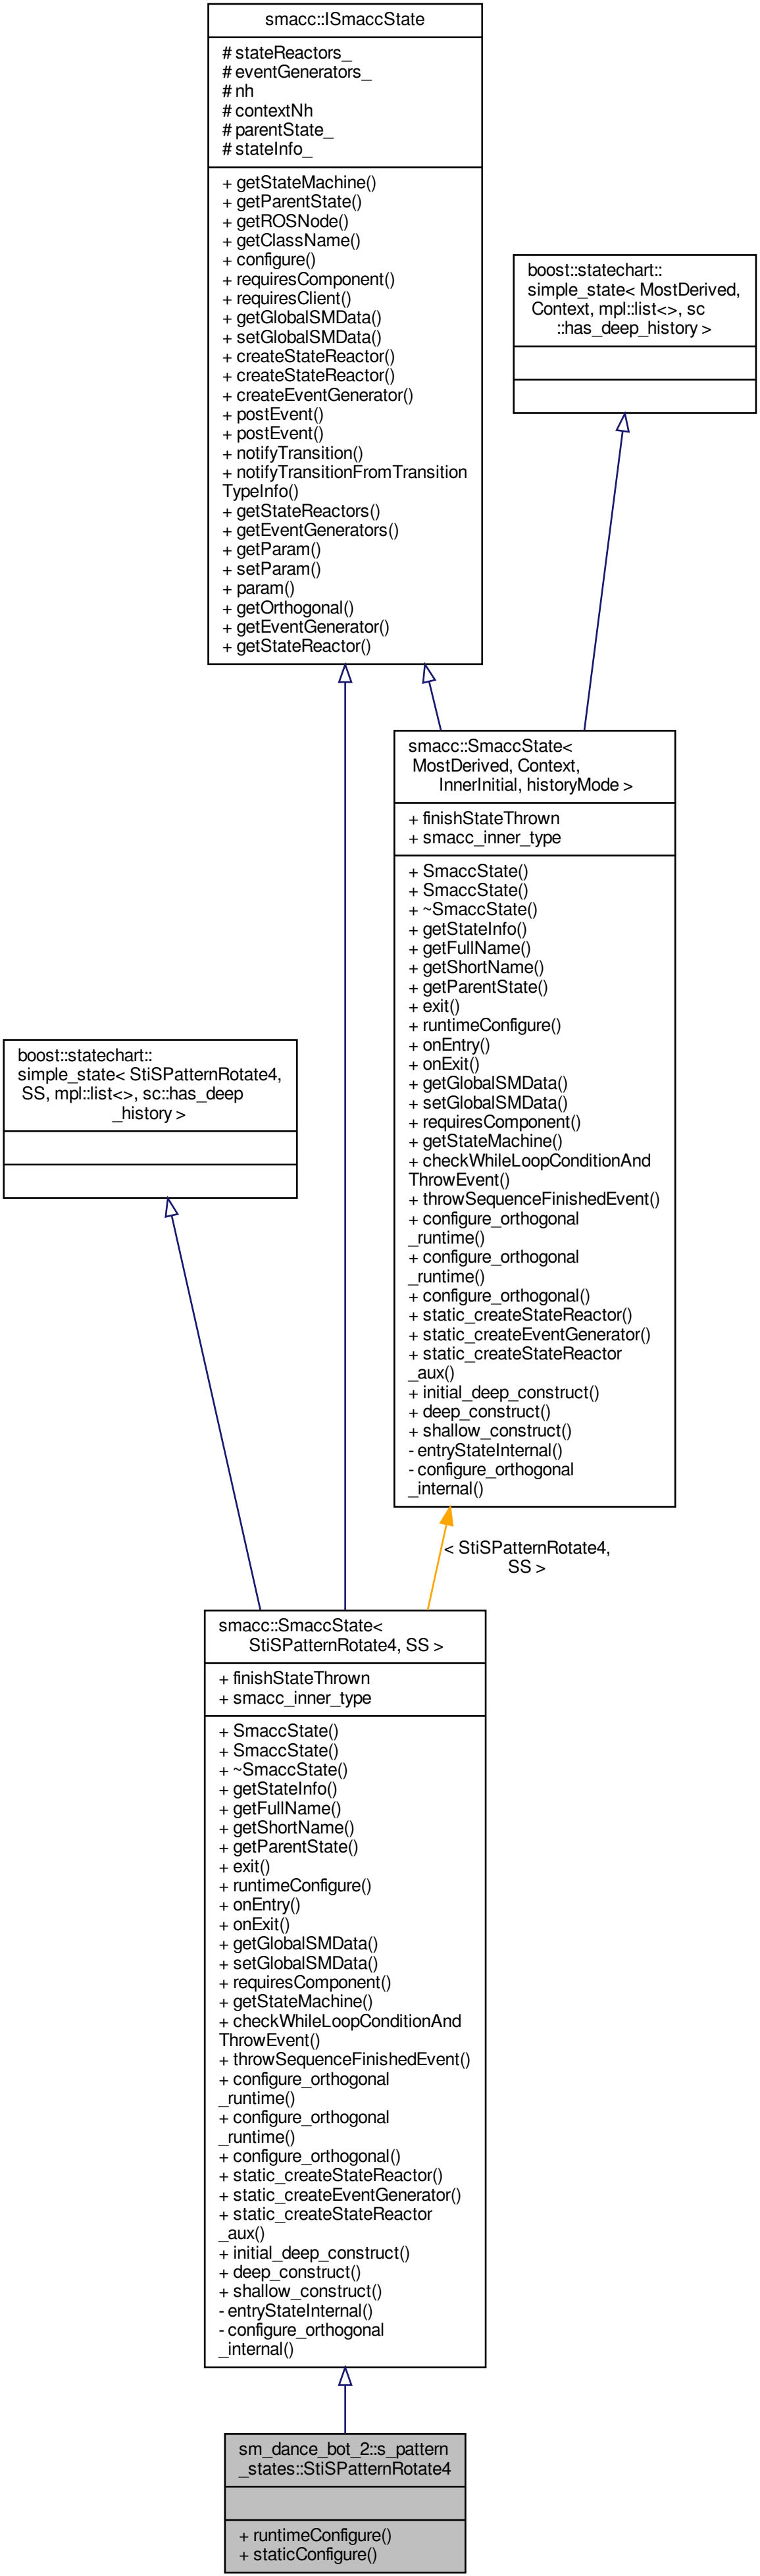 smacc::ISmaccState
# stateReactors_
# eventGenerators_
# nh
# contextNh
# parentState_
# stateInfo_
+ getStateMachine()
+ getParentState()
+ getROSNode()
+ getClassName()
+ configure()
+ requiresComponent()
+ requiresClient()
+ getGlobalSMData()
+ setGlobalSMData()
+ createStateReactor()
+ createStateReactor()
+ createEventGenerator()
+ postEvent()
+ postEvent()
+ notifyTransition()
+ notifyTransitionFromTransition
TypeInfo()
+ getStateReactors()
+ getEventGenerators()
+ getParam()
+ setParam()
+ param()
+ getOrthogonal()
+ getEventGenerator()
+ getStateReactor()
boost::statechart::
simple_state< MostDerived,
Context, mpl::list<>, sc
::has_deep_history >
smacc::SmaccState<
MostDerived, Context,
InnerInitial, historyMode >
+ finishStateThrown
+ smacc_inner_type
+ SmaccState()
+ SmaccState()
+ ~SmaccState()
+ getStateInfo()
+ getFullName()
+ getShortName()
+ getParentState()
+ exit()
+ runtimeConfigure()
+ onEntry()
+ onExit()
+ getGlobalSMData()
+ setGlobalSMData()
+ requiresComponent()
+ getStateMachine()
+ checkWhileLoopConditionAnd
ThrowEvent()
+ throwSequenceFinishedEvent()
+ configure_orthogonal
_runtime()
+ configure_orthogonal
_runtime()
+ configure_orthogonal()
+ static_createStateReactor()
+ static_createEventGenerator()
+ static_createStateReactor
_aux()
+ initial_deep_construct()
+ deep_construct()
+ shallow_construct()
- entryStateInternal()
- configure_orthogonal
_internal()
boost::statechart::
simple_state< StiSPatternRotate4,
SS, mpl::list<>, sc::has_deep
_history >
< StiSPatternRotate4,
SS >
smacc::SmaccState<
StiSPatternRotate4, SS >
+ finishStateThrown
+ smacc_inner_type
+ SmaccState()
+ SmaccState()
+ ~SmaccState()
+ getStateInfo()
+ getFullName()
+ getShortName()
+ getParentState()
+ exit()
+ runtimeConfigure()
+ onEntry()
+ onExit()
+ getGlobalSMData()
+ setGlobalSMData()
+ requiresComponent()
+ getStateMachine()
+ checkWhileLoopConditionAnd
ThrowEvent()
+ throwSequenceFinishedEvent()
+ configure_orthogonal
_runtime()
+ configure_orthogonal
_runtime()
+ configure_orthogonal()
+ static_createStateReactor()
+ static_createEventGenerator()
+ static_createStateReactor
_aux()
+ initial_deep_construct()
+ deep_construct()
+ shallow_construct()
- entryStateInternal()
- configure_orthogonal
_internal()
sm_dance_bot_2::s_pattern
_states::StiSPatternRotate4
+ runtimeConfigure()
+ staticConfigure()